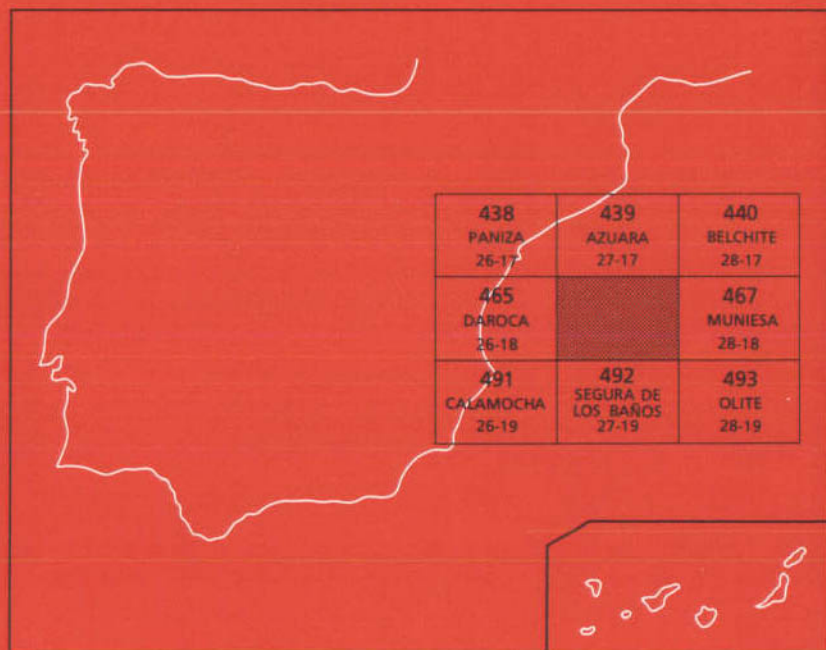 438
PANIZA
26-17
439
AZUARA
27-17
440
BELCHITE
28-17
465
DAROCA
26-18
467
MUNIESA
28-18
491
CALAMOCHA
26-19
492
SEGURA DE
LOS BAÑOS
27-19
493
OLITE
28-19